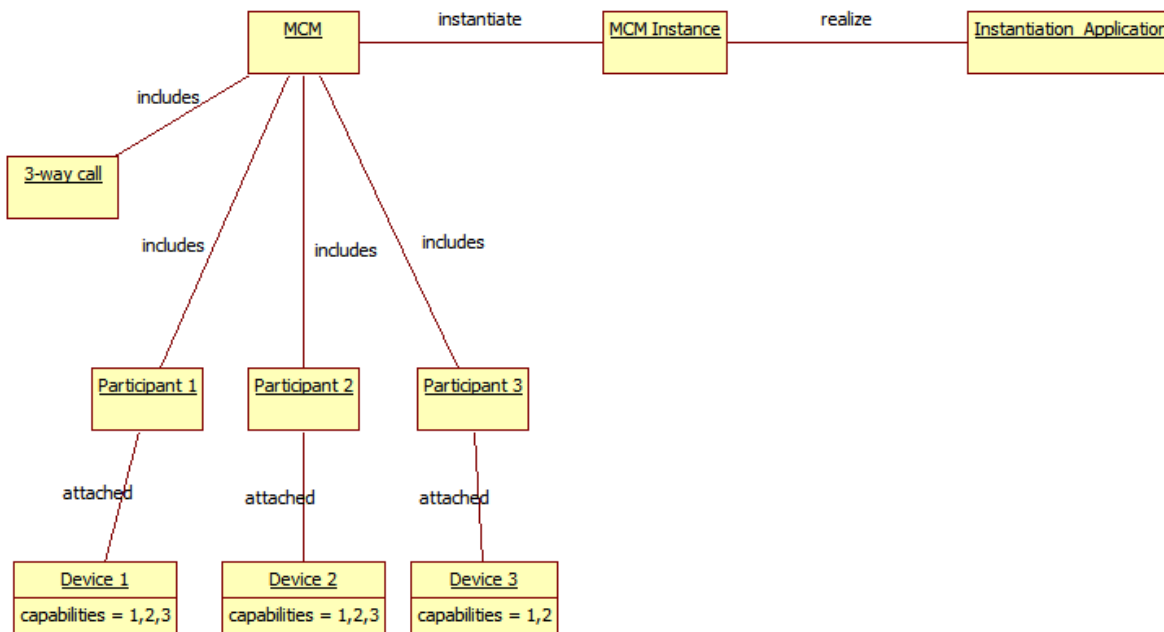 MCM
instantiate
MCM Instance
realize
Instantiation_Application
includes
3-way call
includes
includes
includes
Participant 1
Participant 2
Participant 3
attached
attached
attached
Device 1
capabilities = 1,2,3
Device 2
capabilities = 1,2,3
Device 3
capabilities = 1,2